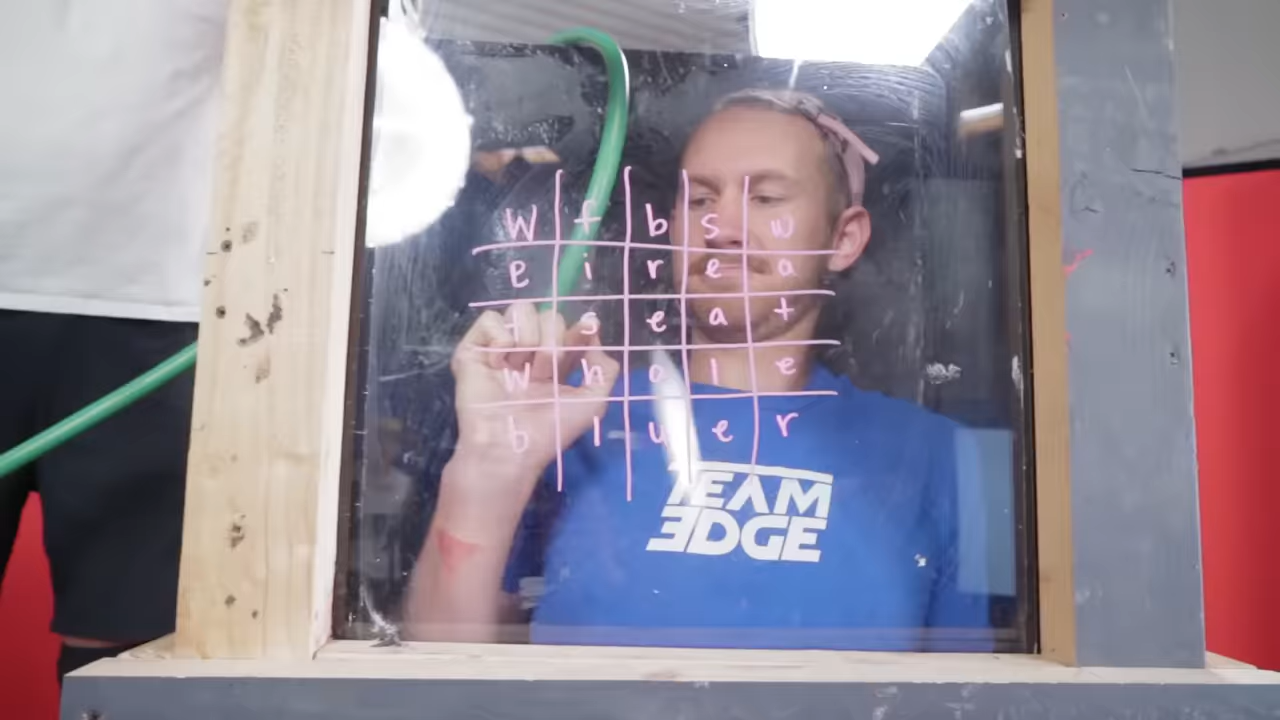 W f b s w
e i r e a
t s e a t
W h o l e
b l u e r
TEAM
EDGE